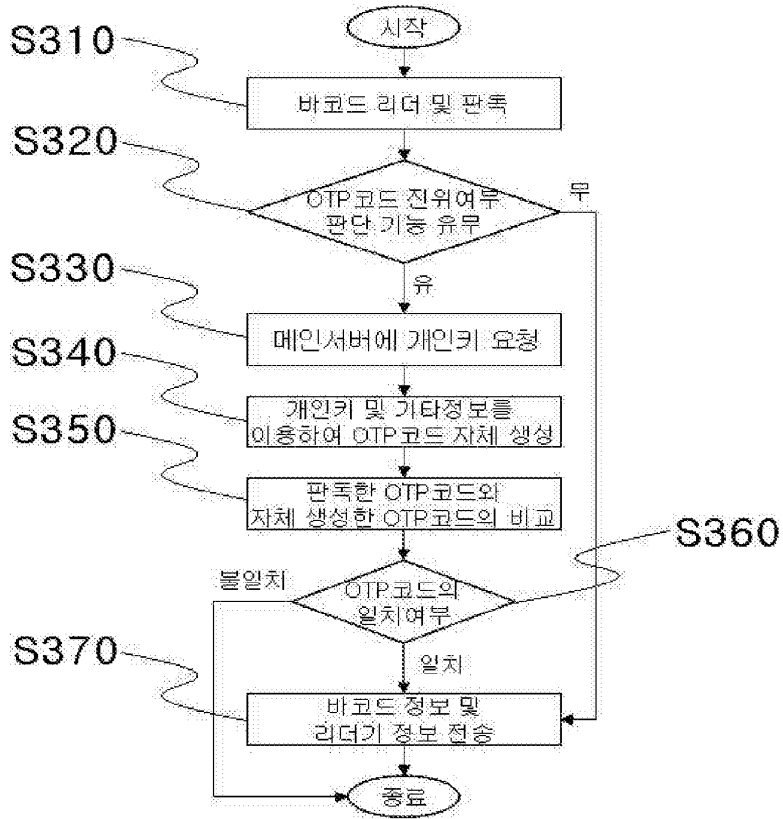 시작
S310
바코드 리더 및 판독
S320
OTP코드 진위여부
판단 기능 유무
무
유
S330
메인서버에 개인키 요청
S340
개인키 및 기타정보를
이용하여 OTP코드 자체 생성
S350
판독한 OTP코드와
자체 생성한 OTP코드의 비교
S360
OTP코드의
일치여부
불일치
일치
S370
바코드 정보 및
리더기 정보 전송
종료